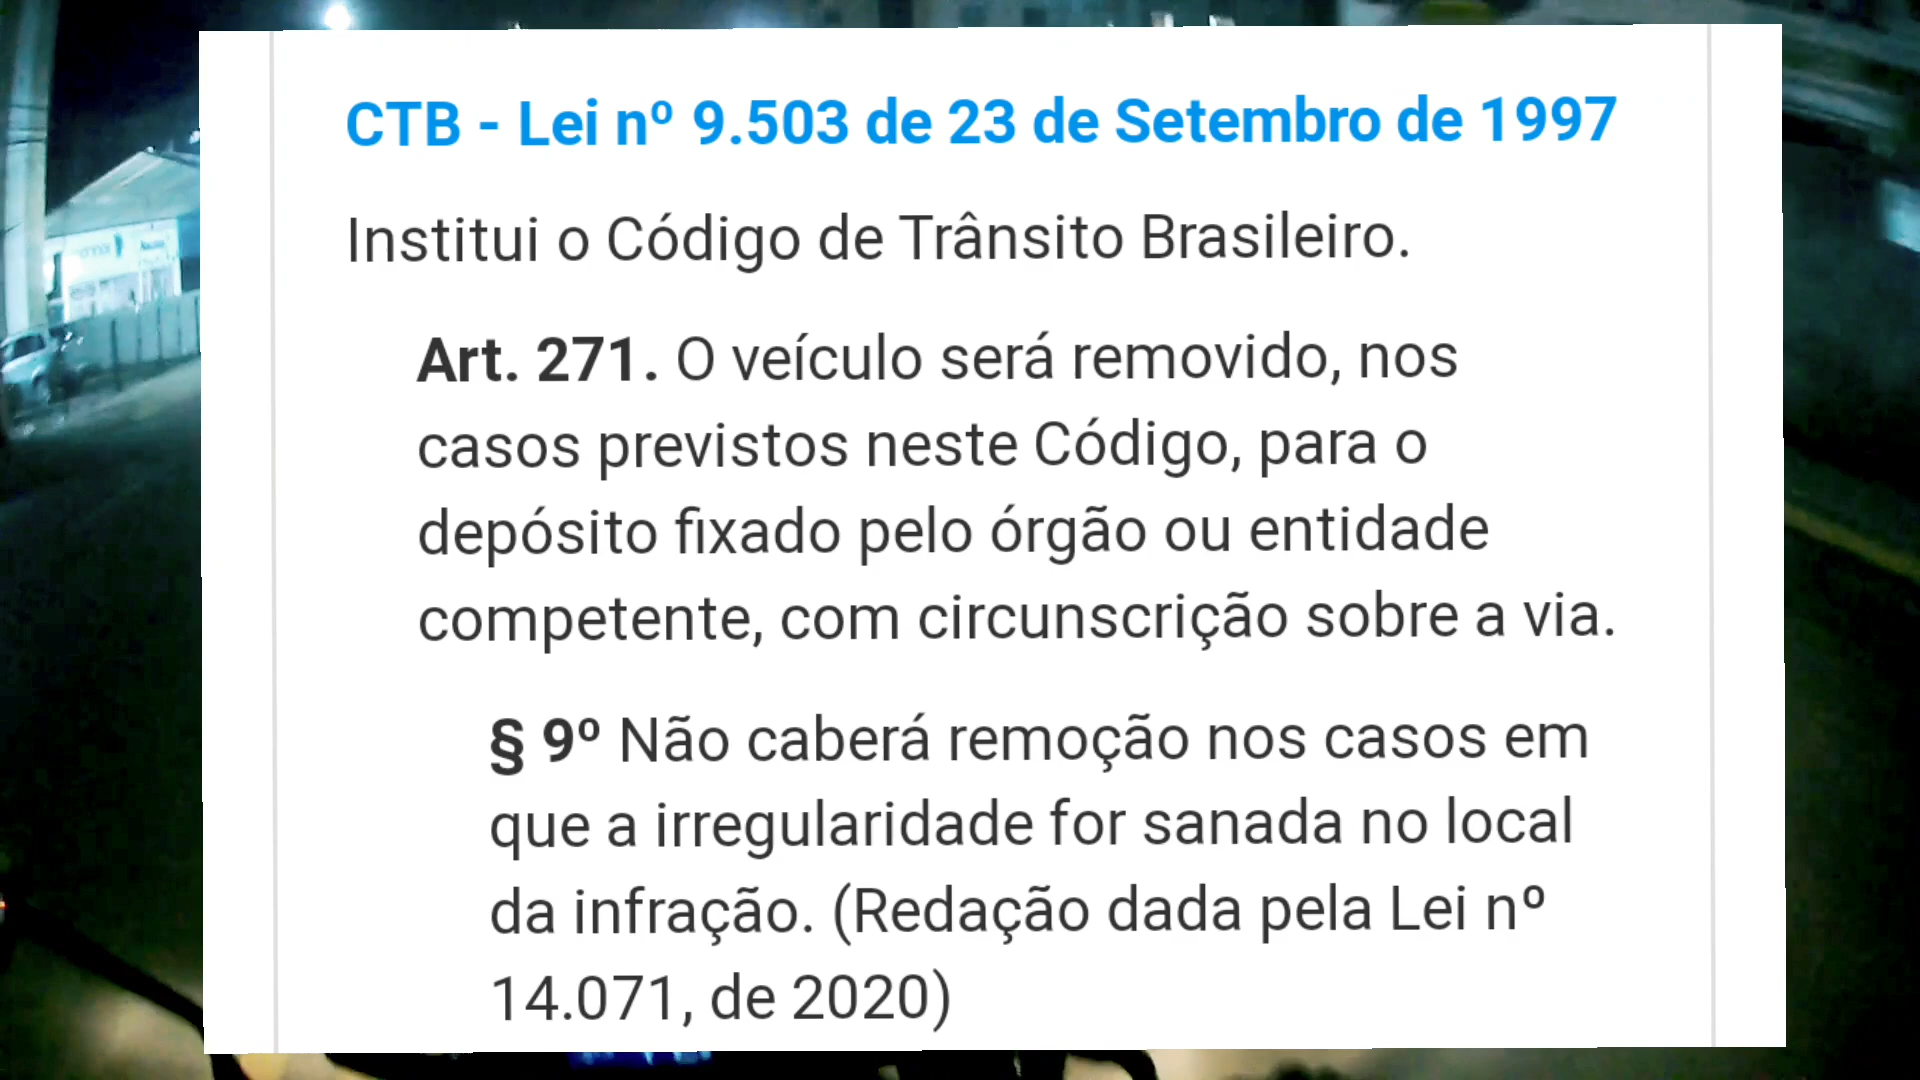 CTB - Lei nº 9.503 de 23 de Setembro de 1997
Institui o Código de Trânsito Brasileiro.
Art. 271. O veículo será removido, nos
casos previstos neste Código, para o
depósito fixado pelo órgão ou entidade
competente, com circunscrição sobre a via.
§ 9º Não caberá remoção nos casos em
que a irregularidade for sanada no local
da infração. (Redação dada pela Lei nº
14.071, de 2020)